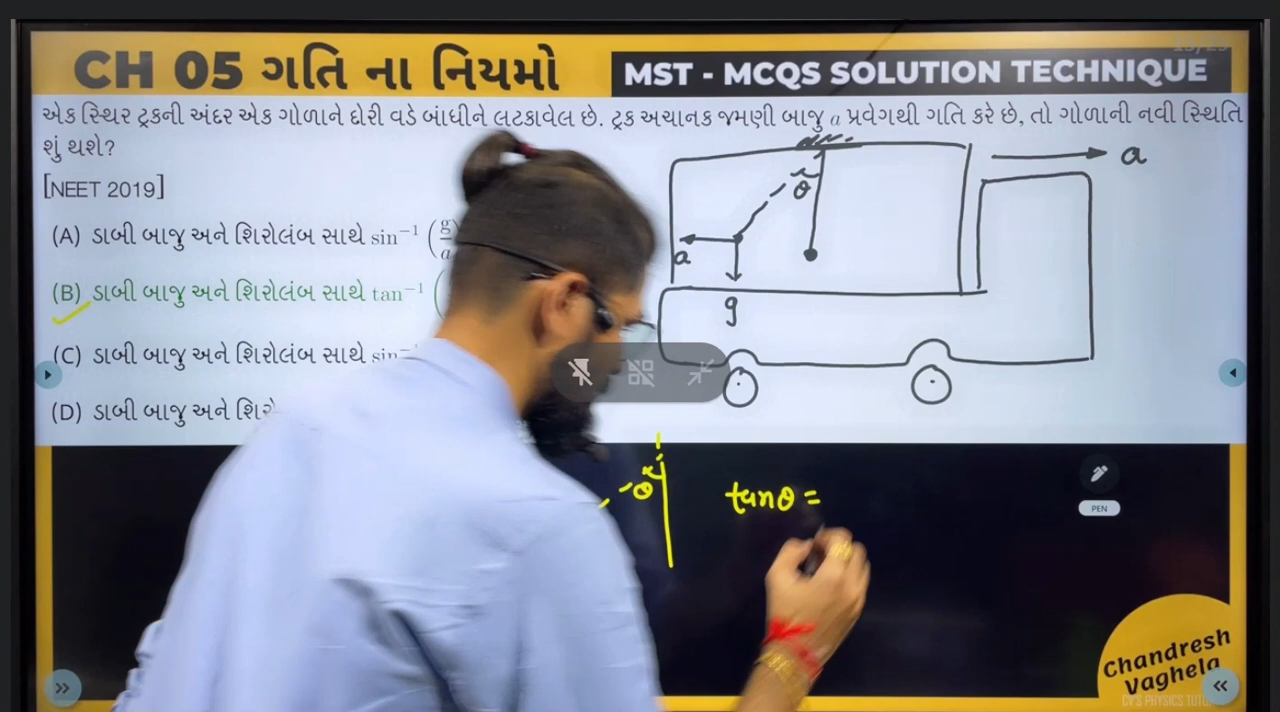 CH 05 ગતિ ના નિયમો
MST - MCQS SOLUTION TECHNIQUE
એક સ્થિર ટ્રકની અંદર એક ગોળાને દોરી વડે બાંધીને લટકાવેલ છે. ટ્રક અચાનક જમણી બાજુ a પ્રવેગથી ગતિ કરે છે, તો ગોળાની નવી સ્થિતિ
શું થશે?
[NEET 2019]
(A) ડાબી બાજુ અને શિરોલંબ સાથે sin⁻¹ (g/a
(B) ડાબી બાજુ અને શિરોલંબ સાથે tan⁻¹ (
(C) ડાબી બાજુ અને શિરોલંબ સાથે sin⁻
(D) ડાબી બાજુ અને શિરો
a
θ
a
g
θ
tanθ =
PEN
Chandresh
Vaghela